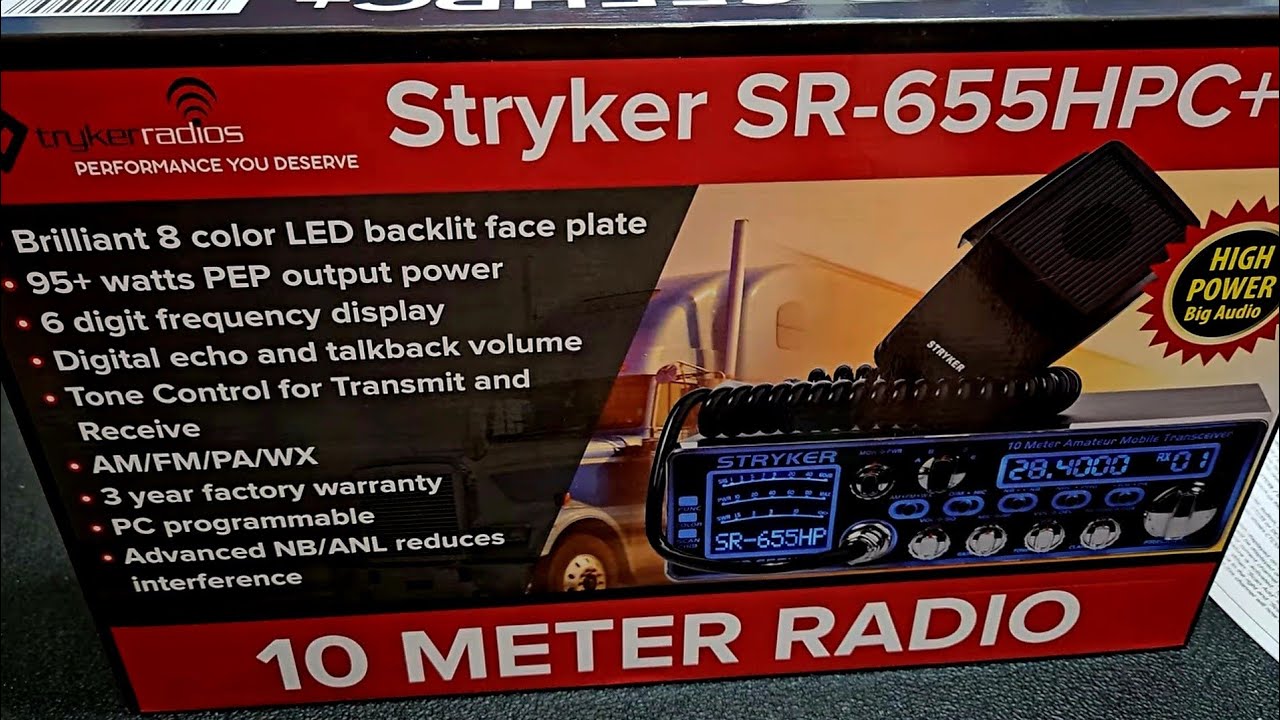 Stryker SR-655HPC+
trykerradios
PERFORMANCE YOU DESERVE
Brilliant 8 color LED backlit face plate
• 95+ watts PEP output power
• 6 digit frequency display
• Digital echo and talkback volume
• Tone Control for Transmit and
Receive
• AM/FM/PA/WX
• 3 year factory warranty
• PC programmable
• Advanced NB/ANL reduces
interference
HIGH
POWER
Big Audio
STRYKER
10 Meter Amateur Mobile Transceiver
STRYKER
28.4000 RX 01
SR-655HP
10 METER RADIO